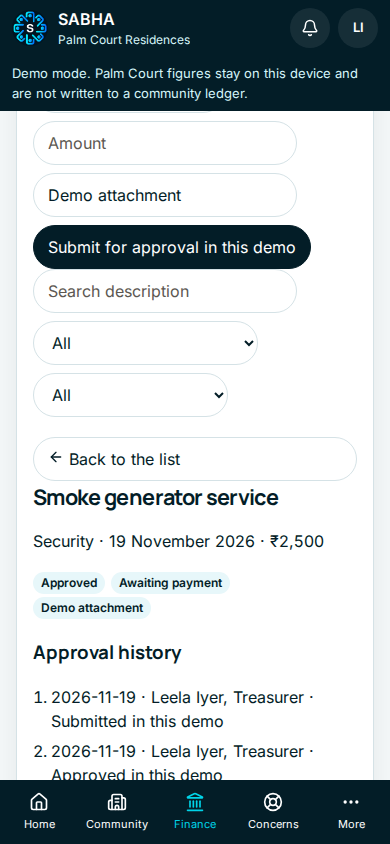 SABHA
Palm Court Residences
S
LI
Demo mode. Palm Court figures stay on this device and
are not written to a community ledger.
Amount
Demo attachment
Submit for approval in this demo
Search description
All
All
← Back to the list
Smoke generator service
Security · 19 November 2026 · ₹2,500
Approved
Awaiting payment
Demo attachment
Approval history
1. 2026-11-19 · Leela Iyer, Treasurer ·
Submitted in this demo
2. 2026-11-19 · Leela Iyer, Treasurer ·
Approved in this demo
Home
Community
Finance
Concerns
More